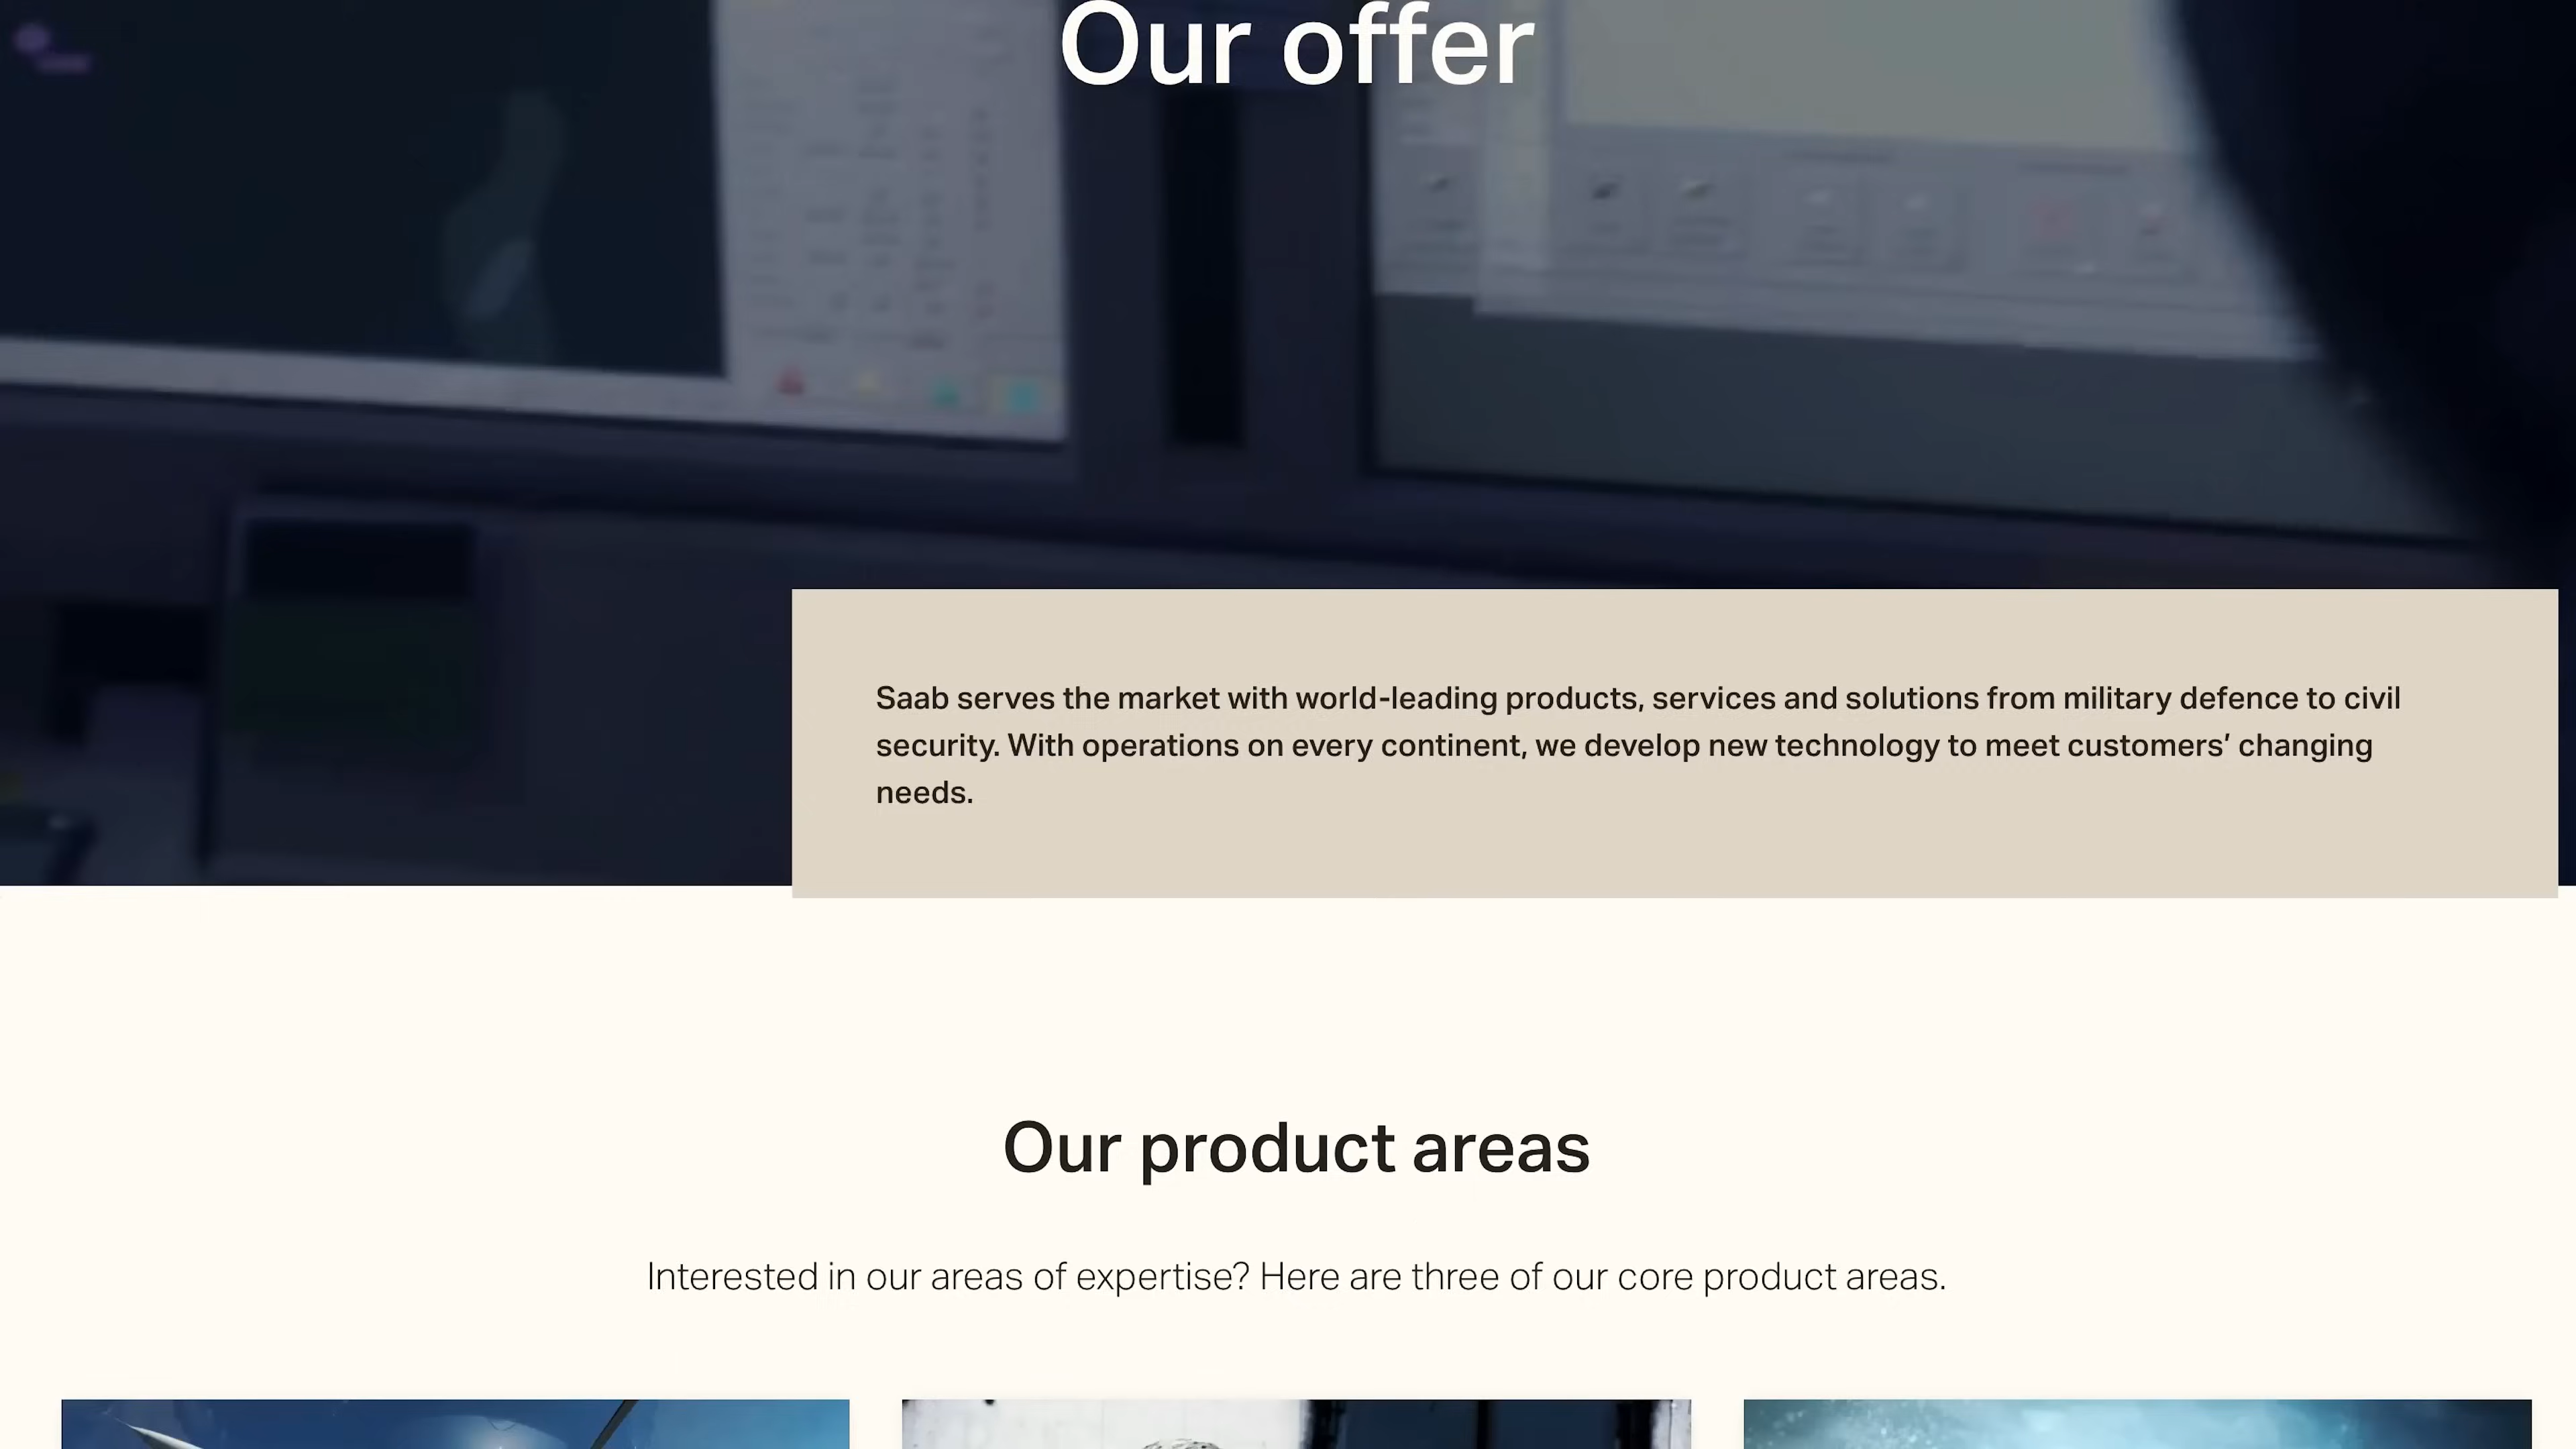 Our offer
Saab serves the market with world-leading products, services and solutions from military defence to civil
security. With operations on every continent, we develop new technology to meet customers’ changing
needs.
Our product areas
Interested in our areas of expertise? Here are three of our core product areas.